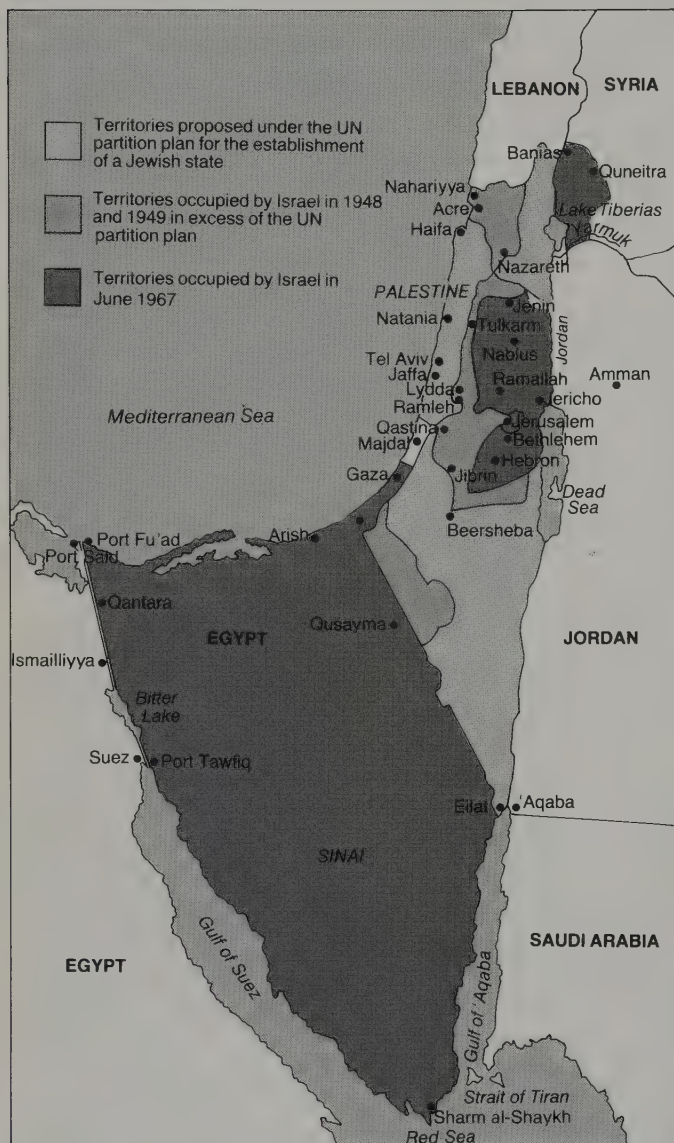 LEBANON
SYRIA
Territories proposed under the UN
partition plan for the establishment
of a Jewish state
Territories occupied by Israel in 1948
and 1949 in excess of the UN
partition plan
Territories occupied by Israel in
June 1967
Banias
Quneitra
Nahariyya
Acre
Haifa
Lake Tiberias
Yarmuk
Nazareth
PALESTINE
Jenin
Natania
Tulkarm
Nablus
Jordan
Tel Aviv
Jaffa
Lydda
Ramleh
Ramallah
Amman
Jericho
Mediterranean Sea
Qastina
Majdal
Jerusalem
Bethlehem
Hebron
Gaza
Jibrin
Dead
Sea
Beersheba
Port Fu'ad
Port Said
Arish
Qantara
EGYPT
Qusayma
JORDAN
Ismailliyya
Bitter
Lake
Suez
Port Tawfiq
Eilat
'Aqaba
SINAI
Gulf of Suez
EGYPT
SAUDI ARABIA
Gulf of 'Aqaba
Strait of Tiran
Sharm al-Shaykh
Red Sea